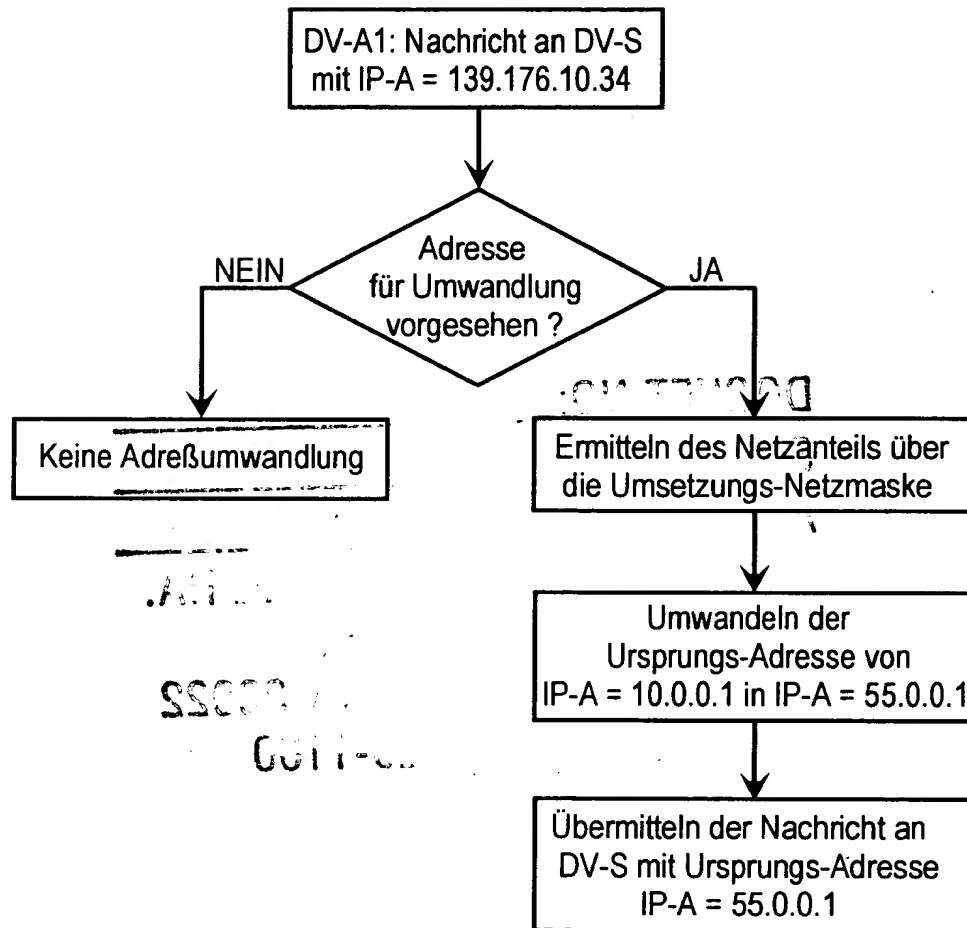 DV-A1: Nachricht an DV-S
mit IP-A = 139.176.10.34
Adresse
für Umwandlung
vorgesehen ?
NEIN
JA
Keine Adreßumwandlung
Ermitteln des Netzanteils über
die Umsetzungs-Netzmaske
Umwandeln der
Ursprungs-Adresse von
IP-A = 10.0.0.1 in IP-A = 55.0.0.1
Übermitteln der Nachricht an
DV-S mit Ursprungs-Adresse
IP-A = 55.0.0.1